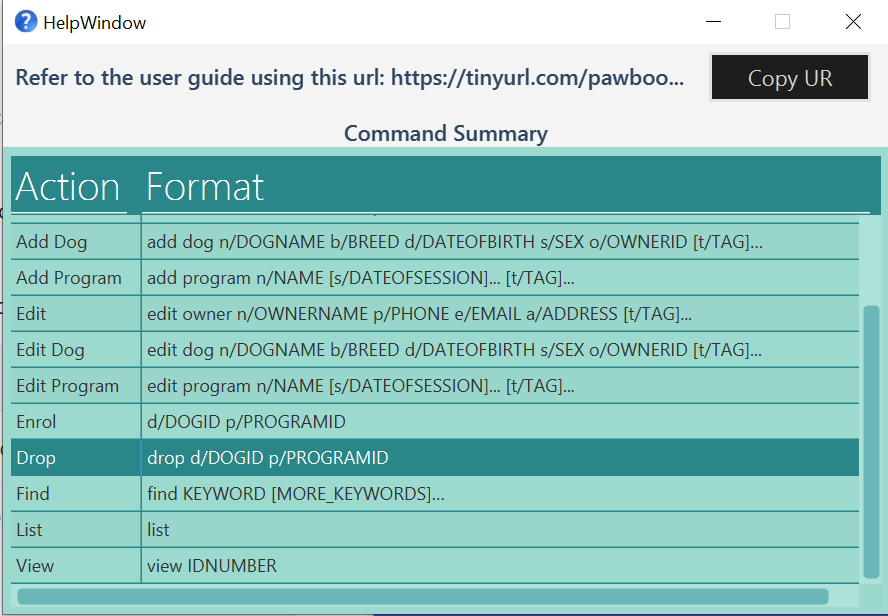 HelpWindow
Refer to the user guide using this url: https://tinyurl.com/pawboo...
Copy UR
Command Summary
Action Format
Add Dog add dog n/DOGNAME b/BREED d/DATEOFBIRTH s/SEX o/OWNERID [t/TAG]...
Add Program add program n/NAME [s/DATEOFSESSION]... [t/TAG]...
Edit edit owner n/OWNERNAME p/PHONE e/EMAIL a/ADDRESS [t/TAG]...
Edit Dog edit dog n/DOGNAME b/BREED d/DATEOFBIRTH s/SEX o/OWNERID [t/TAG]...
Edit Program edit program n/NAME [s/DATEOFSESSION]... [t/TAG]...
Enrol d/DOGID p/PROGRAMID
Drop drop d/DOGID p/PROGRAMID
Find find KEYWORD [MORE_KEYWORDS]...
List list
View view IDNUMBER